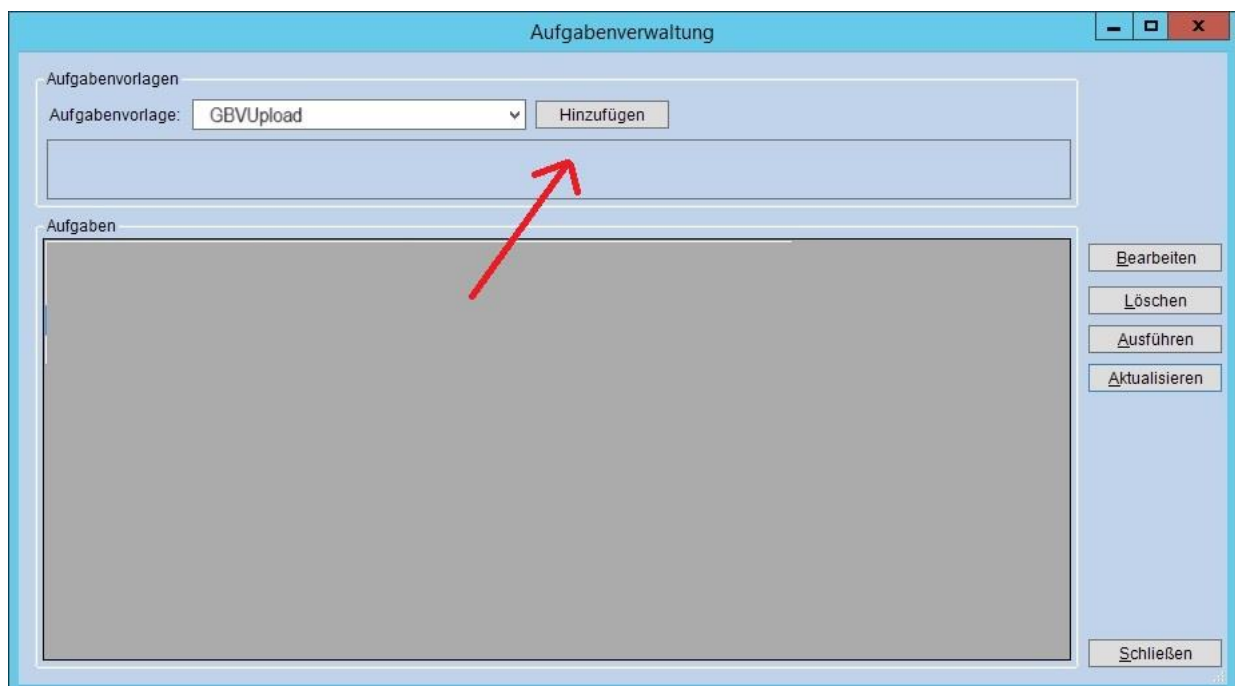 Aufgabenverwaltung
Aufgabenvorlagen
Aufgabenvorlage: GBVUpload Hinzufügen
Aufgaben
Bearbeiten
Löschen
Ausführen
Aktualisieren
Schließen